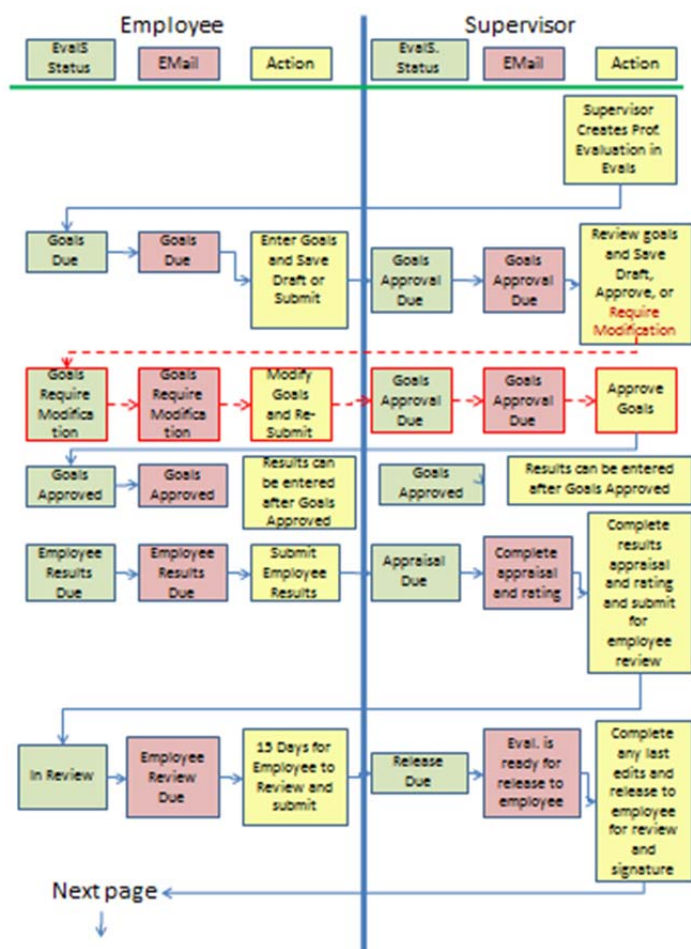 Employee
Supervisor
EvalS
Status
EMail
Action
EvalS.
Status
EMail
Action
Supervisor
Creates Prof.
Evaluation in
Evals
Goals
Due
Goals
Due
Enter Goals
and Save
Draft or
Submit
Goals
Approval
Due
Goals
Approval
Due
Review goals
and Save
Draft,
Approve, or
Require
Modification
Goals
Require
Modifica
tion
Goals
Require
Modifica
tion
Modify
Goals
and Re-
Submit
Goals
Approval
Due
Goals
Approval
Due
Approve
Goals
Goals
Approved
Goals
Approved
Results can
be entered
after Goals
Approved
Goals
Approved
Results can be entered
after Goals Approved
Employee
Results
Due
Employee
Results
Due
Submit
Employee
Results
Appraisal
Due
Complete
appraisal
and rating
Complete
results
appraisal
and rating
and submit
for
employee
review
In Review
Employee
Review
Due
15 Days for
Employee to
Review and
submit
Release
Due
Eval. is
ready for
release to
employee
Complete
any last
edits and
release to
employee
for review
and
signature
Next page